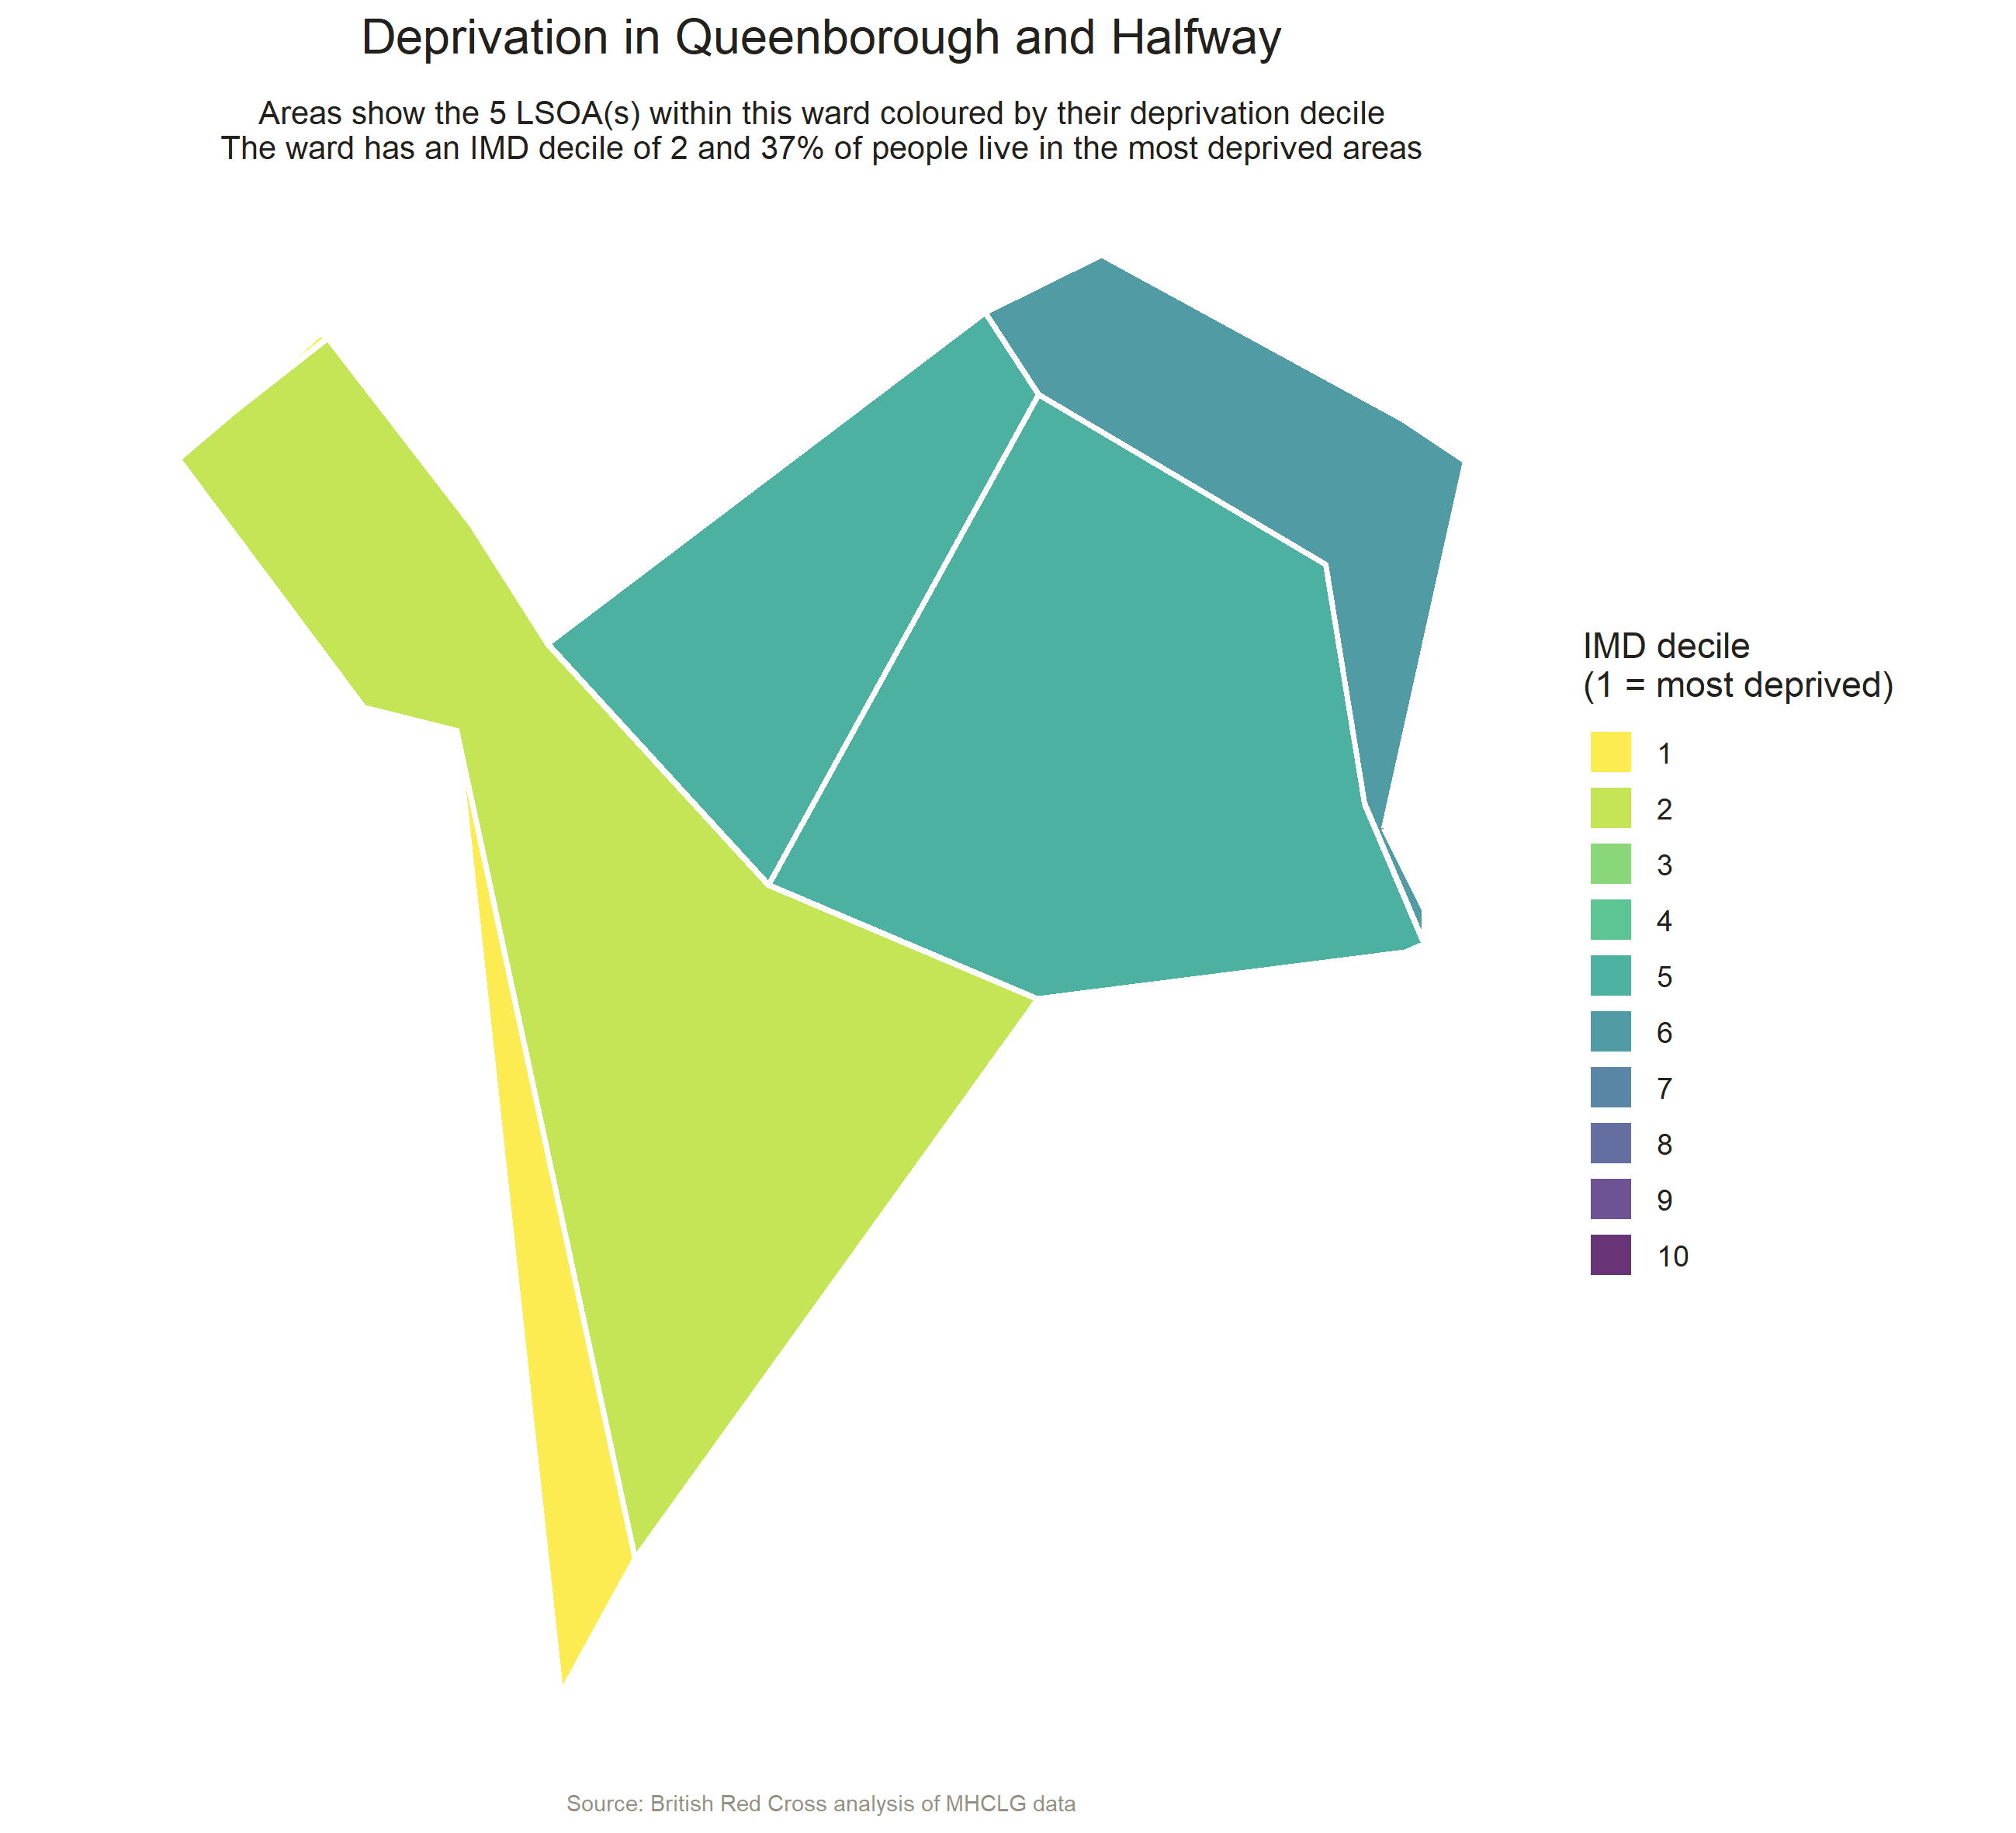 Deprivation in Queenborough and Halfway
Areas show the 5 LSOA(s) within this ward coloured by their deprivation decile
The ward has an IMD decile of 2 and 37% of people live in the most deprived areas
IMD decile
(1 = most deprived)
1
2
3
4
5
6
7
8
9
10
Source: British Red Cross analysis of MHCLG data